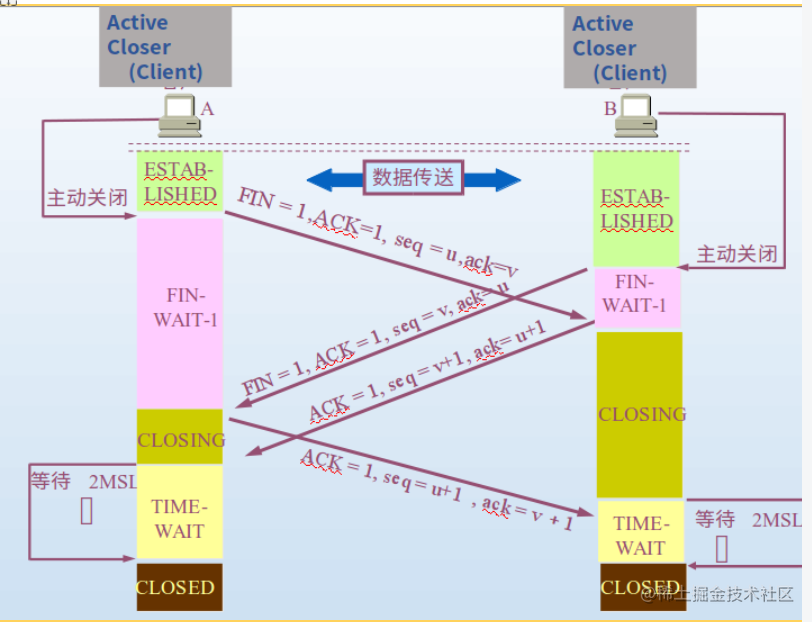 Active
Closer
(Client)
Active
Closer
(Client)
A
B
ESTAB-
LISHED
数据传送
ESTAB-
LISHED
主动关闭
主动关闭
FIN = 1,ACK=1, seq = u,ack=v
FIN-
WAIT-1
FIN-
WAIT-1
FIN = 1, ACK = 1, seq = v, ack= u
ACK = 1, seq = v+1, ack= u+1
CLOSING
CLOSING
ACK = 1, seq = u+1 , ack = v + 1
等待 2MSL
TIME-
WAIT
TIME-
WAIT
等待 2MSL
CLOSED
CLOSED
@稀土掘金技术社区